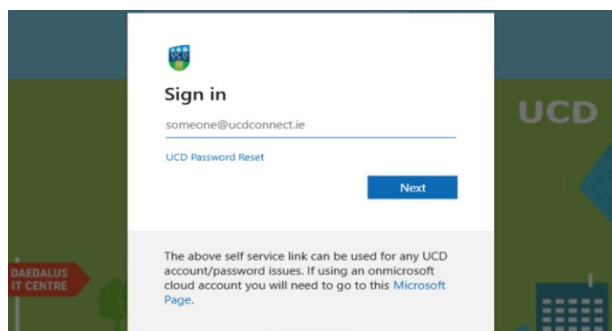 UCD
Sign in
someone@ucdconnect.ie
UCD Password Reset
Next
UCD
The above self service link can be used for any UCD
account/password issues. If using an onmicrosoft
cloud account you will need to go to this Microsoft
Page.
DAEDALUS
IT CENTRE